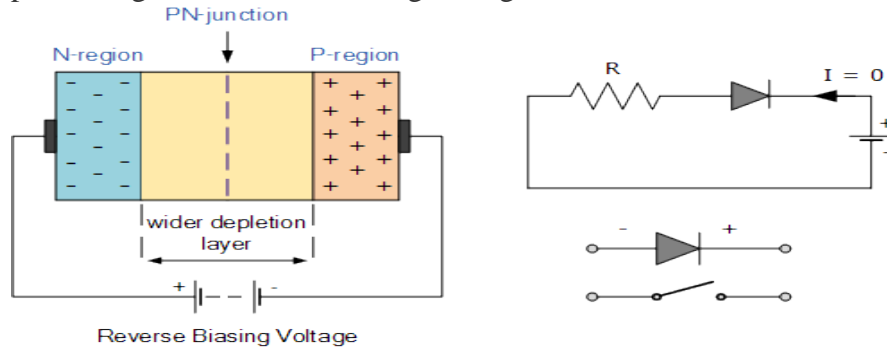 PN-junction
N-region
P-region
wider depletion
layer
+ -
Reverse Biasing Voltage
R
I = 0
+
-
- +